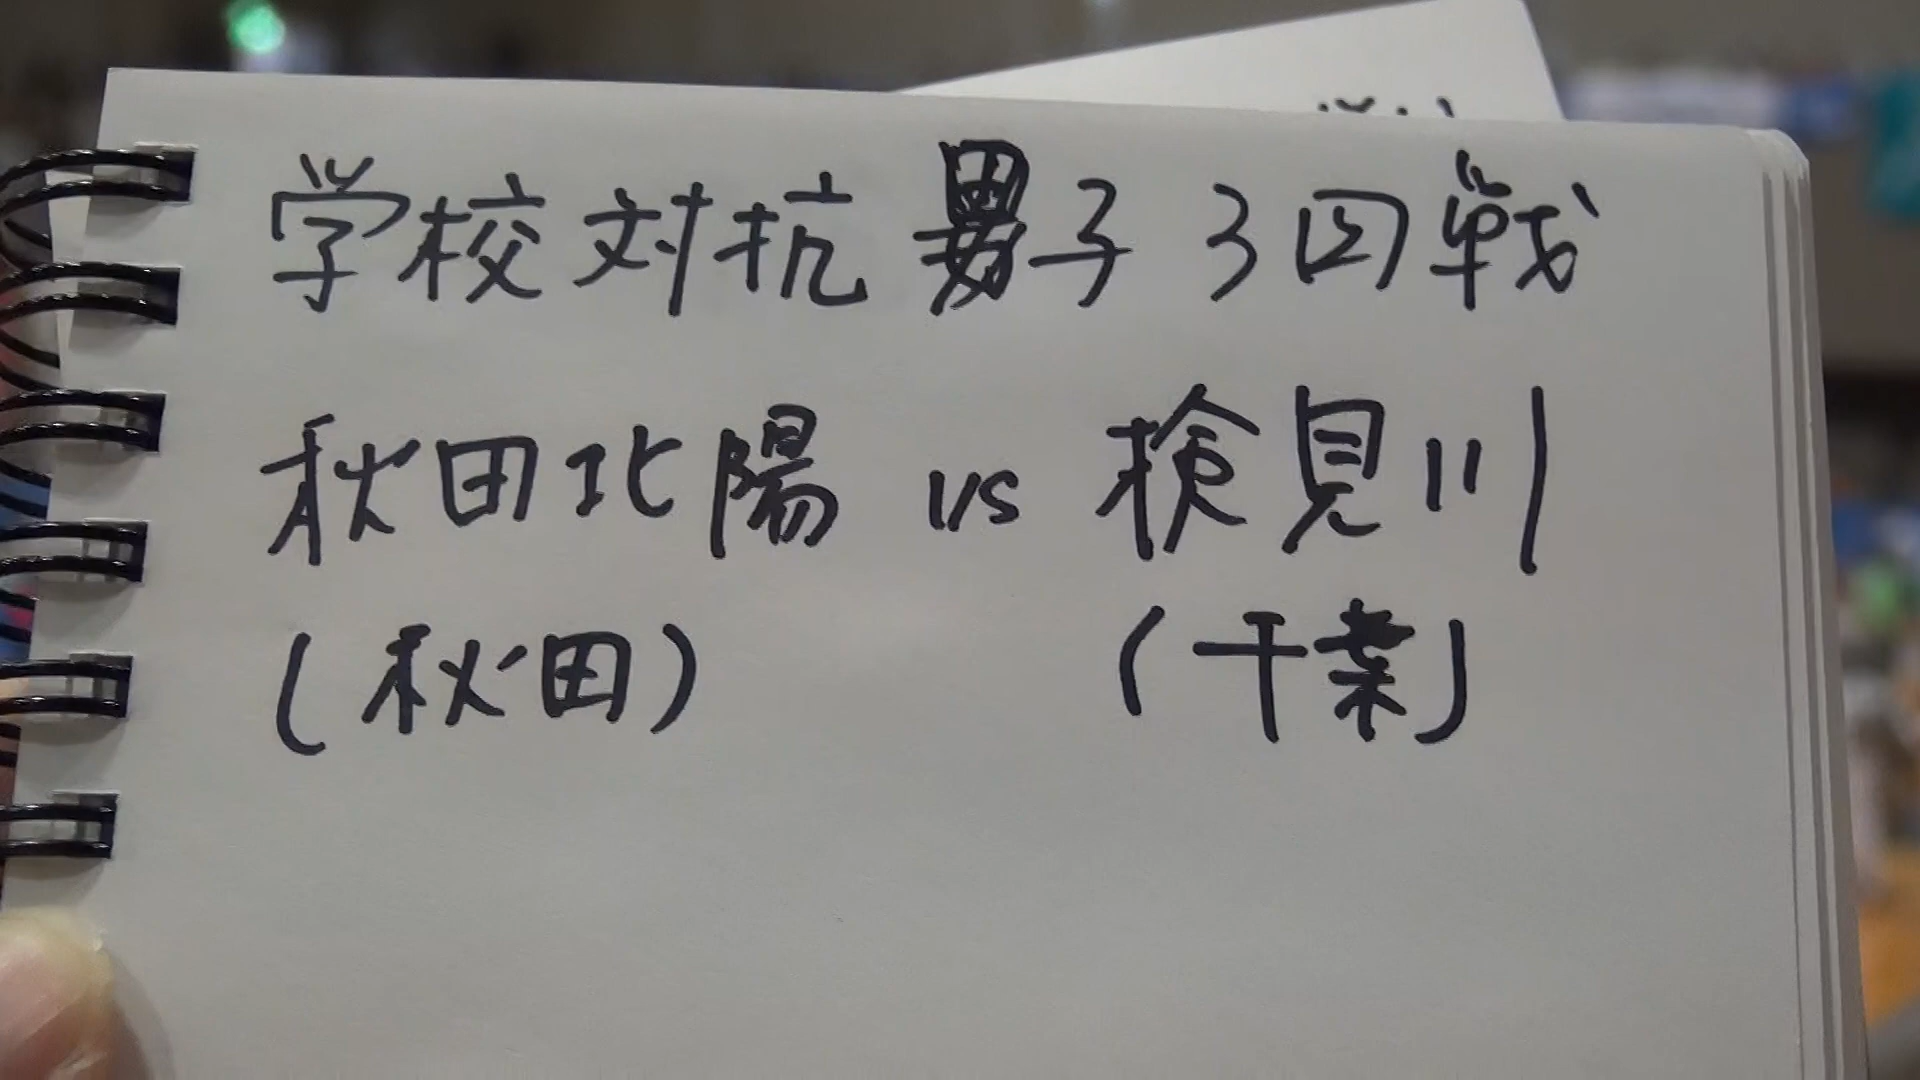 学校対抗 男子 3回戦
秋田北陽 vs 検見川
(秋田) (千葉)